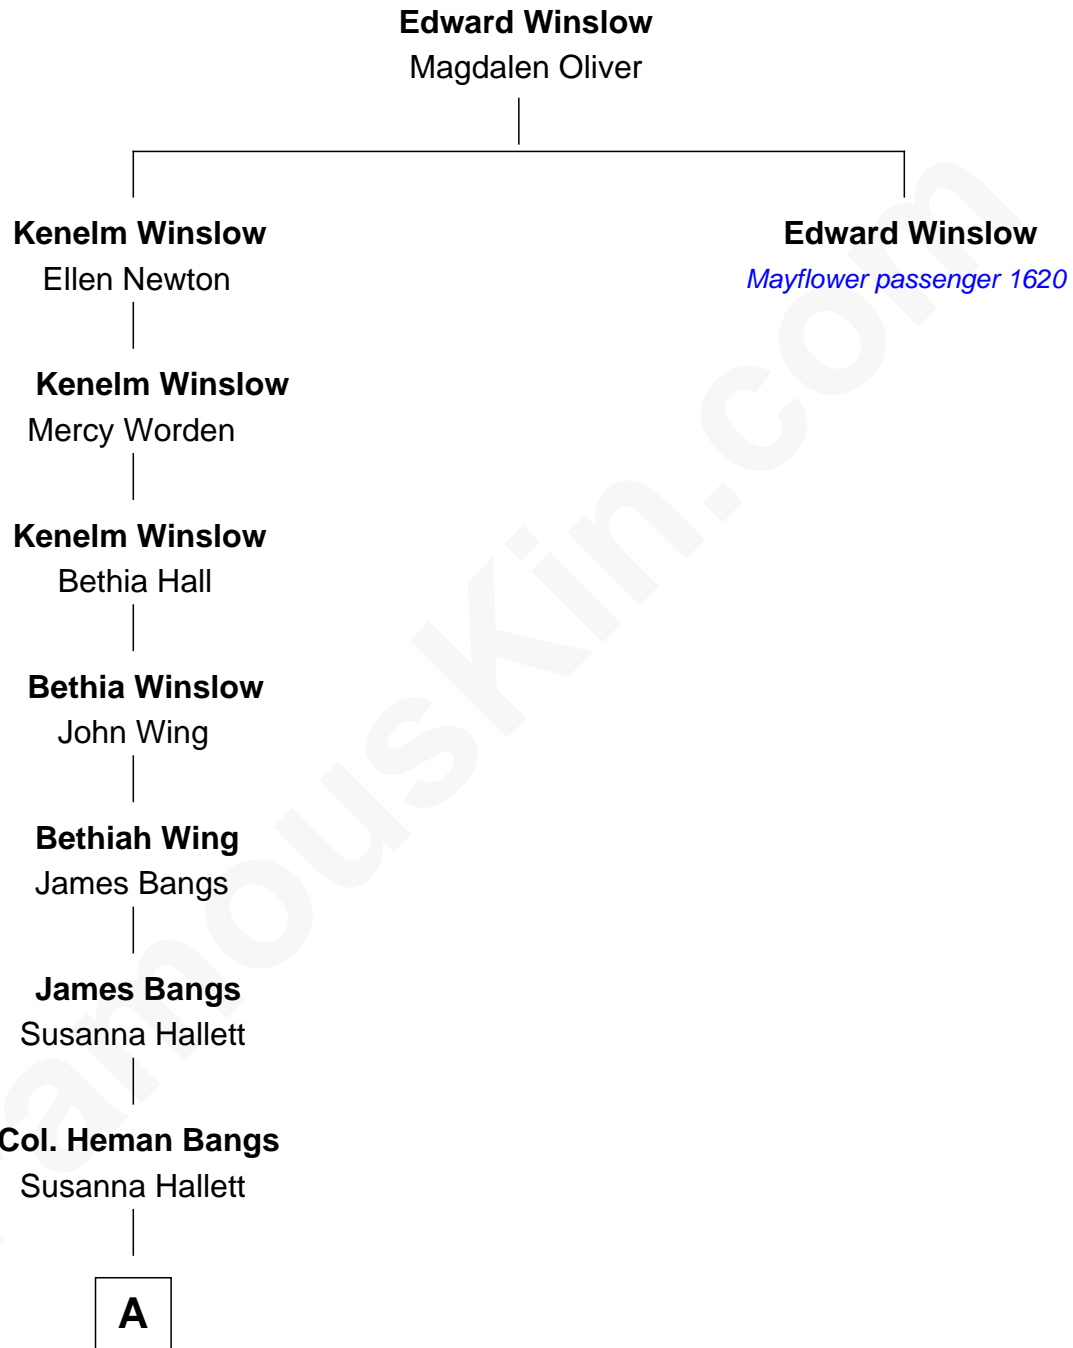 Edward Winslow
Magdalen Oliver
Kenelm Winslow
Ellen Newton
Edward Winslow
Mayflower passenger 1620
Kenelm Winslow
Mercy Worden
Kenelm Winslow
Bethia Hall
Bethia Winslow
John Wing
Bethiah Wing
James Bangs
James Bangs
Susanna Hallett
Col. Heman Bangs
Susanna Hallett
A
FamousKin.com